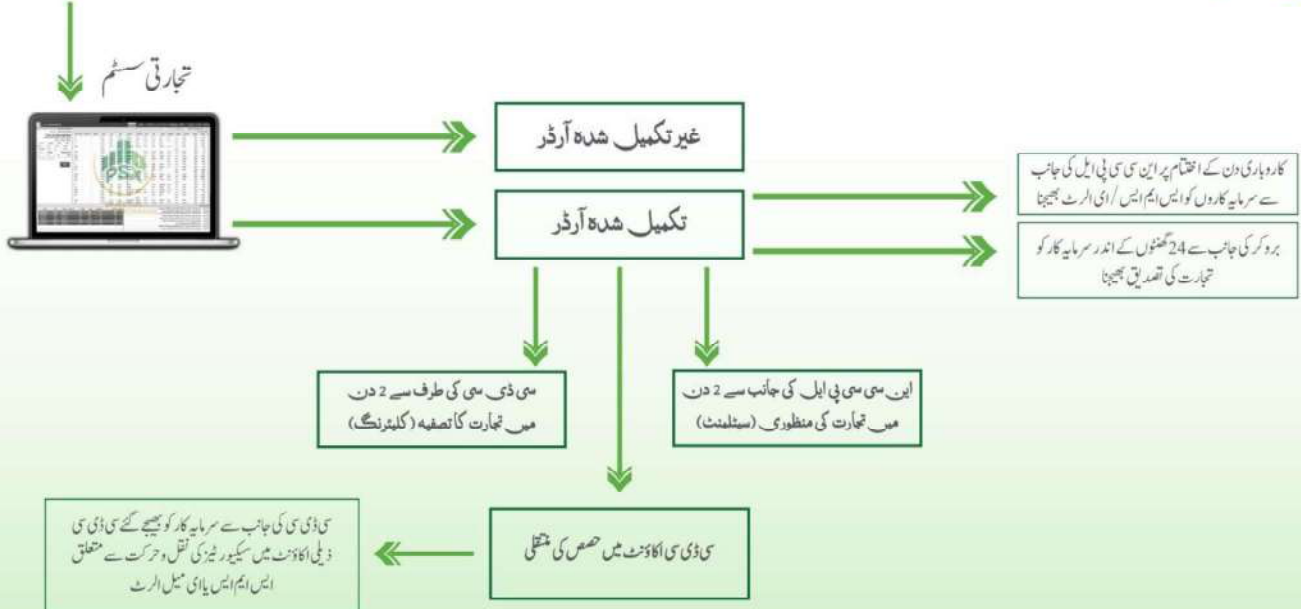 تجارتی سسٹم
PSX
غیر تکمیل شدہ آرڈر
تکمیل شدہ آرڈر
کاروباری دن کے اختتام پر این سی سی پی ایل کی جانب
سے سرمایہ کاروں کو ایس ایم ایس / ای الرٹ بھیجنا
بروکر کی جانب سے 24 گھنٹوں کے اندر سرمایہ کار کو
تجارت کی تصدیق بھیجنا
این سی سی پی ایل کی جانب سے 2 دن
میں تجارت کی منظوری (سیٹلمنٹ)
سی ڈی سی کی طرف سے 2 دن
میں تجارت کا تصفیہ (کلیئرنگ)
سی ڈی سی اکاؤنٹ میں حصص کی منتقلی
سی ڈی سی کی جانب سے سرمایہ کار کو بھیجے گئے سی ڈی سی
ذیلی اکاؤنٹ میں سیکیورٹیز کی نقل و حرکت سے متعلق
ایس ایم ایس یا ای میل الرٹ